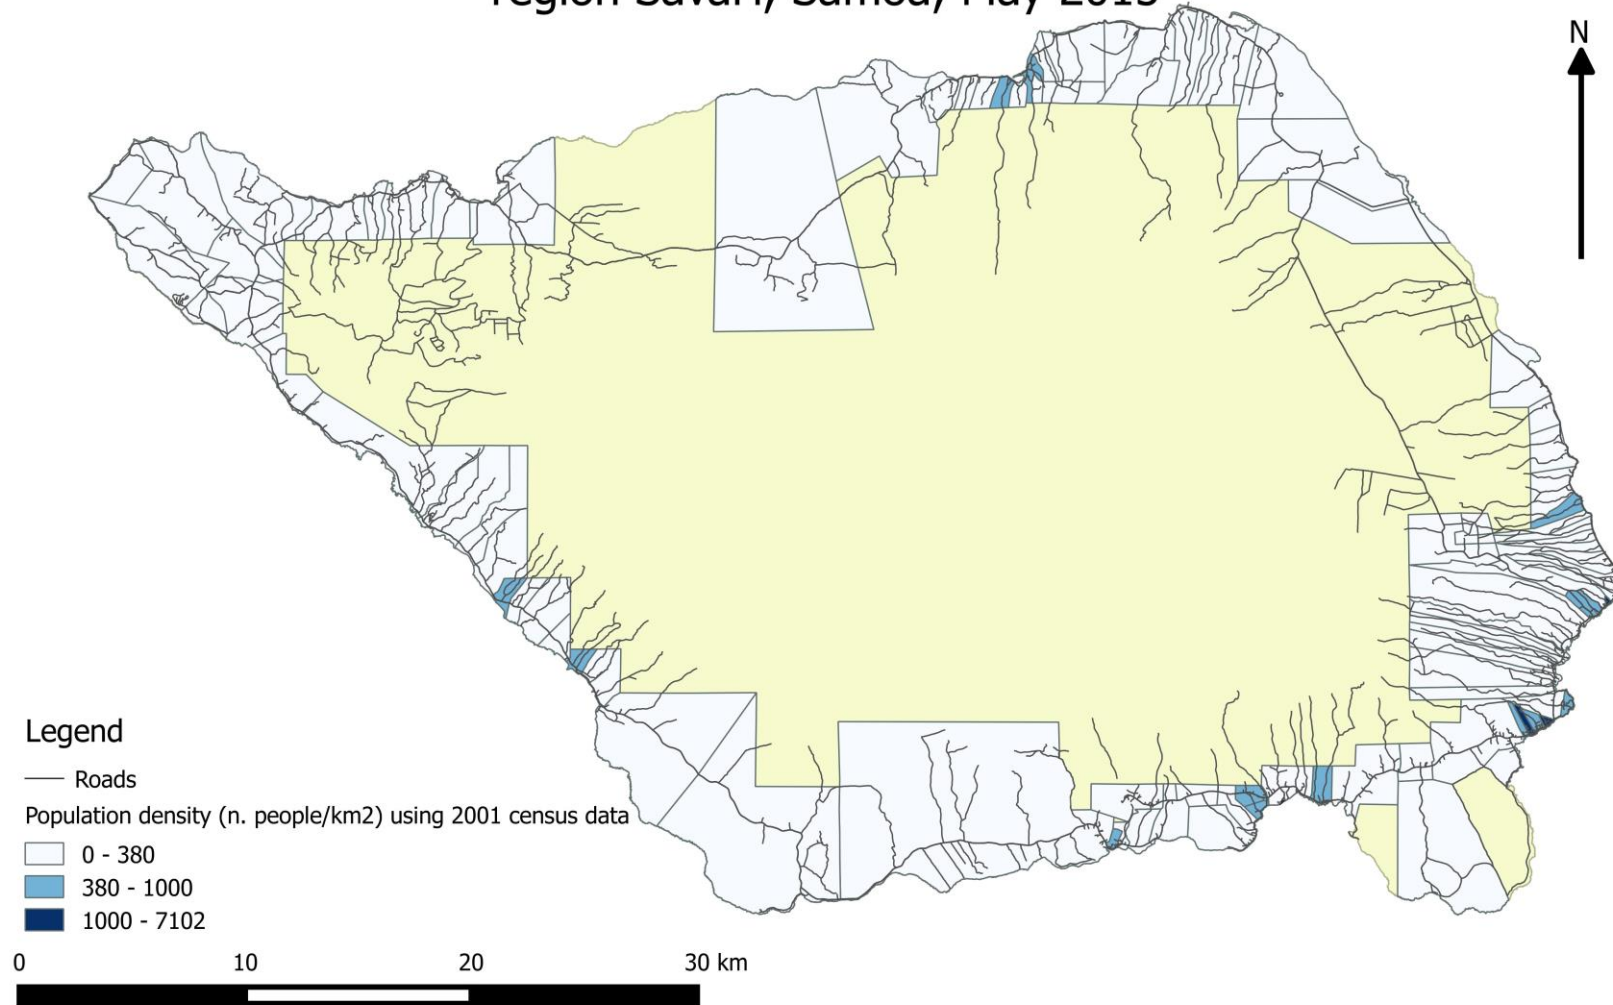 region Savai'i, Samoa, May 2015
N
Legend
Roads
Population density (n. people/km2) using 2001 census data
0 - 380
380 - 1000
1000 - 7102
0 10 20 30 km